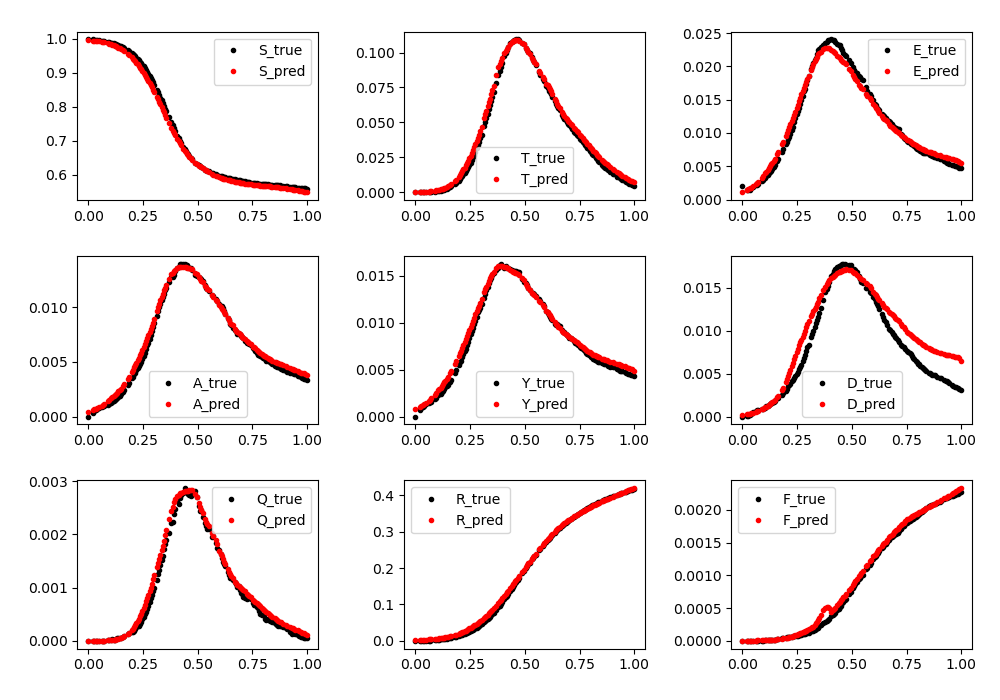 1.0
0.9
0.8
0.7
0.6
S_true
S_pred
0.00 0.25 0.50 0.75 1.00
0.100
0.075
0.050
0.025
0.000
T_true
T_pred
0.00 0.25 0.50 0.75 1.00
0.025
0.020
0.015
0.010
0.005
0.000
E_true
E_pred
0.00 0.25 0.50 0.75 1.00
0.010
0.005
0.000
A_true
A_pred
0.00 0.25 0.50 0.75 1.00
0.015
0.010
0.005
0.000
Y_true
Y_pred
0.00 0.25 0.50 0.75 1.00
0.015
0.010
0.005
0.000
D_true
D_pred
0.00 0.25 0.50 0.75 1.00
0.003
0.002
0.001
0.000
Q_true
Q_pred
0.00 0.25 0.50 0.75 1.00
0.4
0.3
0.2
0.1
0.0
R_true
R_pred
0.00 0.25 0.50 0.75 1.00
0.0020
0.0015
0.0010
0.0005
0.0000
F_true
F_pred
0.00 0.25 0.50 0.75 1.00